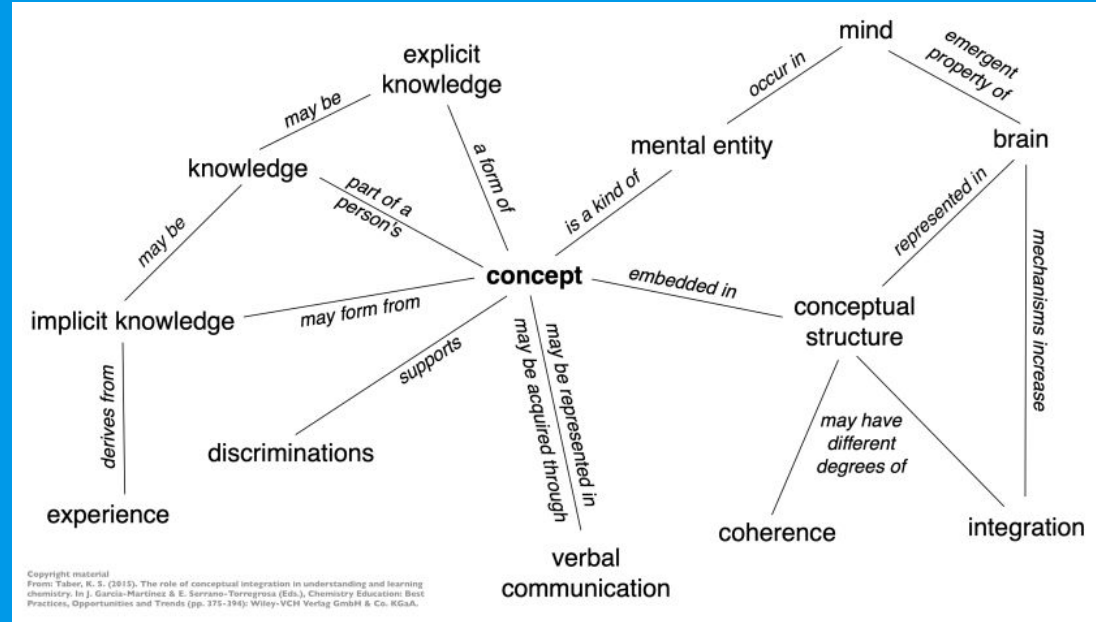 mind
emergent
property of
occur in
explicit
knowledge
may be
brain
mental entity
knowledge
a form of
part of a
person's
is a kind of
represented in
may be
concept
embedded in
mechanisms increase
conceptual
structure
implicit knowledge
may form from
supports
may be represented in
may be acquired through
derives from
may have
different
degrees of
discriminations
experience
coherence
integration
verbal
communication
Copyright material
From: Taber, K. S. (2015). The role of conceptual integration in understanding and learning
chemistry. In J. García-Martínez & E. Serrano-Torregrosa (Eds.), Chemistry Education: Best
Practices, Opportunities and Trends (pp. 375-394): Wiley-VCH Verlag GmbH & Co. KGaA.